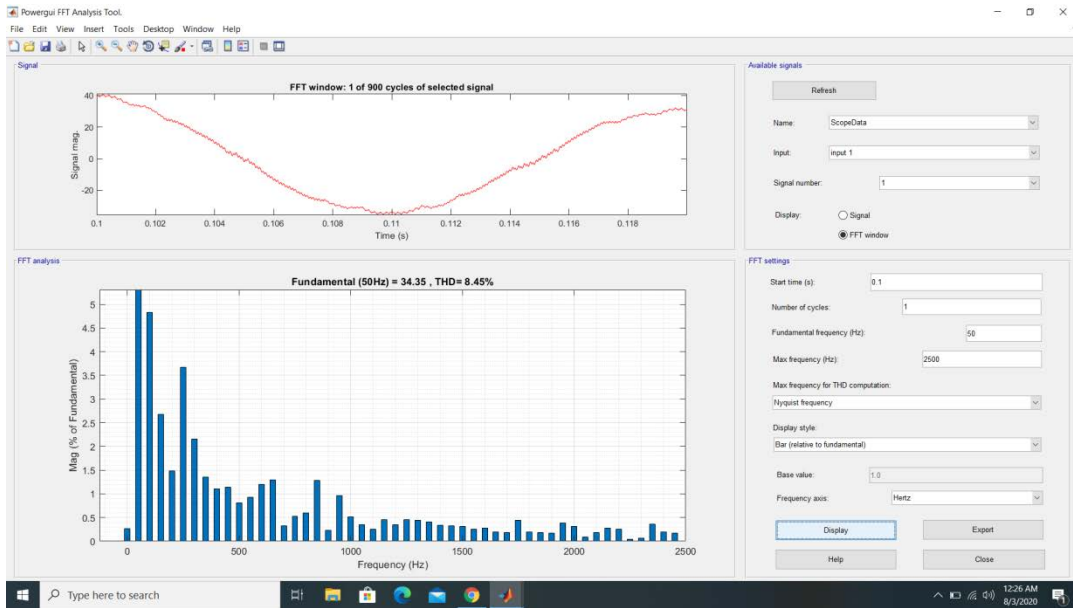 Powergui FFT Analysis Tool.
File Edit View Insert Tools Desktop Window Help
Signal
FFT window: 1 of 900 cycles of selected signal
40
20
0
-20
Signal mag.
0.1 0.102 0.104 0.106 0.108 0.11 0.112 0.114 0.116 0.118
Time (s)
FFT analysis
Fundamental (50Hz) = 34.35 , THD= 8.45%
5
4.5
4
3.5
3
2.5
2
1.5
1
0.5
0
Mag (% of Fundamental)
0 500 1000 1500 2000 2500
Frequency (Hz)
Available signals
Refresh
Name: ScopeData
Input: input 1
Signal number: 1
Display: Signal
FFT window
FFT settings
Start time (s): 0.1
Number of cycles: 1
Fundamental frequency (Hz): 50
Max frequency (Hz): 2500
Max frequency for THD computation:
Nyquist frequency
Display style:
Bar (relative to fundamental)
Base value: 1.0
Frequency axis: Hertz
Display Export
Help Close
Type here to search
12:26 AM
8/3/2020